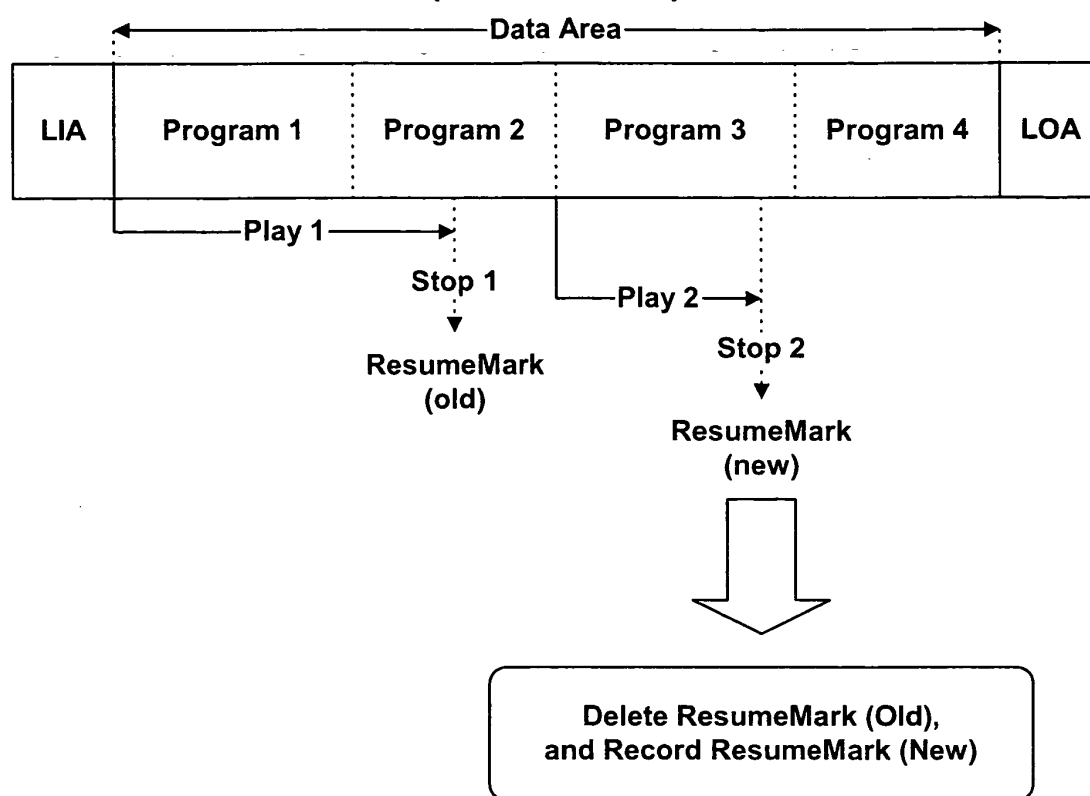 Data Area
LIA
Program 1
Program 2
Program 3
Program 4
LOA
Play 1
Stop 1
Play 2
ResumeMark
(old)
Stop 2
ResumeMark
(new)
Delete ResumeMark (Old),
and Record ResumeMark (New)